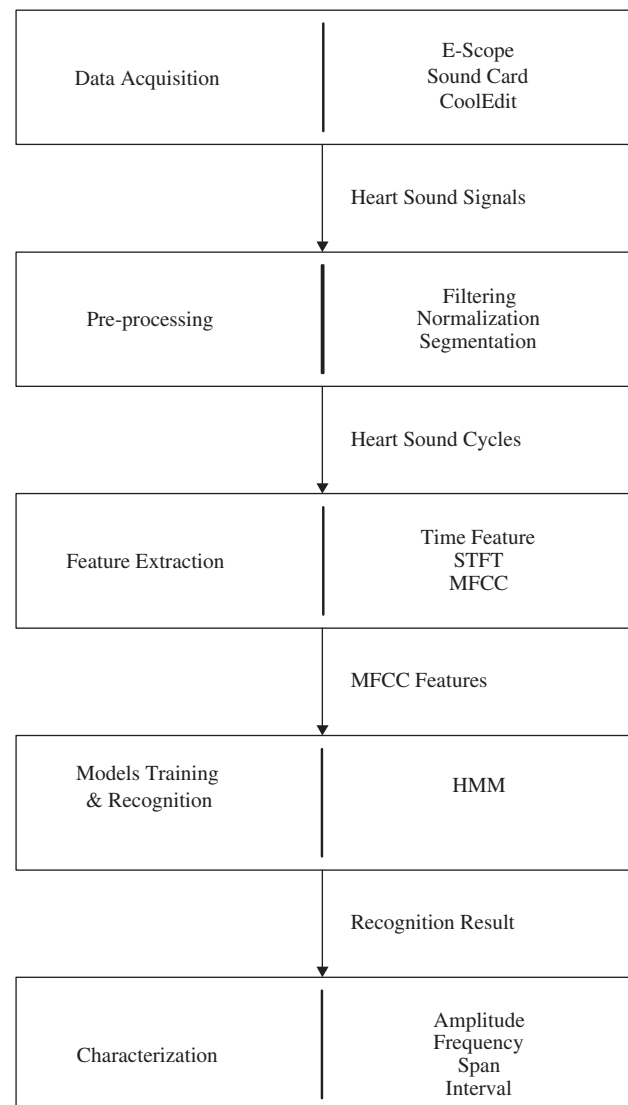 Data Acquisition
E-Scope
Sound Card
CoolEdit
Heart Sound Signals
Pre-processing
Filtering
Normalization
Segmentation
Heart Sound Cycles
Feature Extraction
Time Feature
STFT
MFCC
MFCC Features
Models Training
& Recognition
HMM
Recognition Result
Characterization
Amplitude
Frequency
Span
Interval